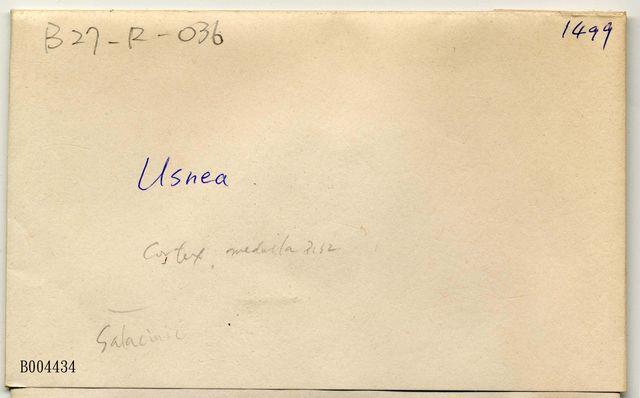 B27-R-036
1499
Usnea
Cortex, medulla
Salacinic
B004434